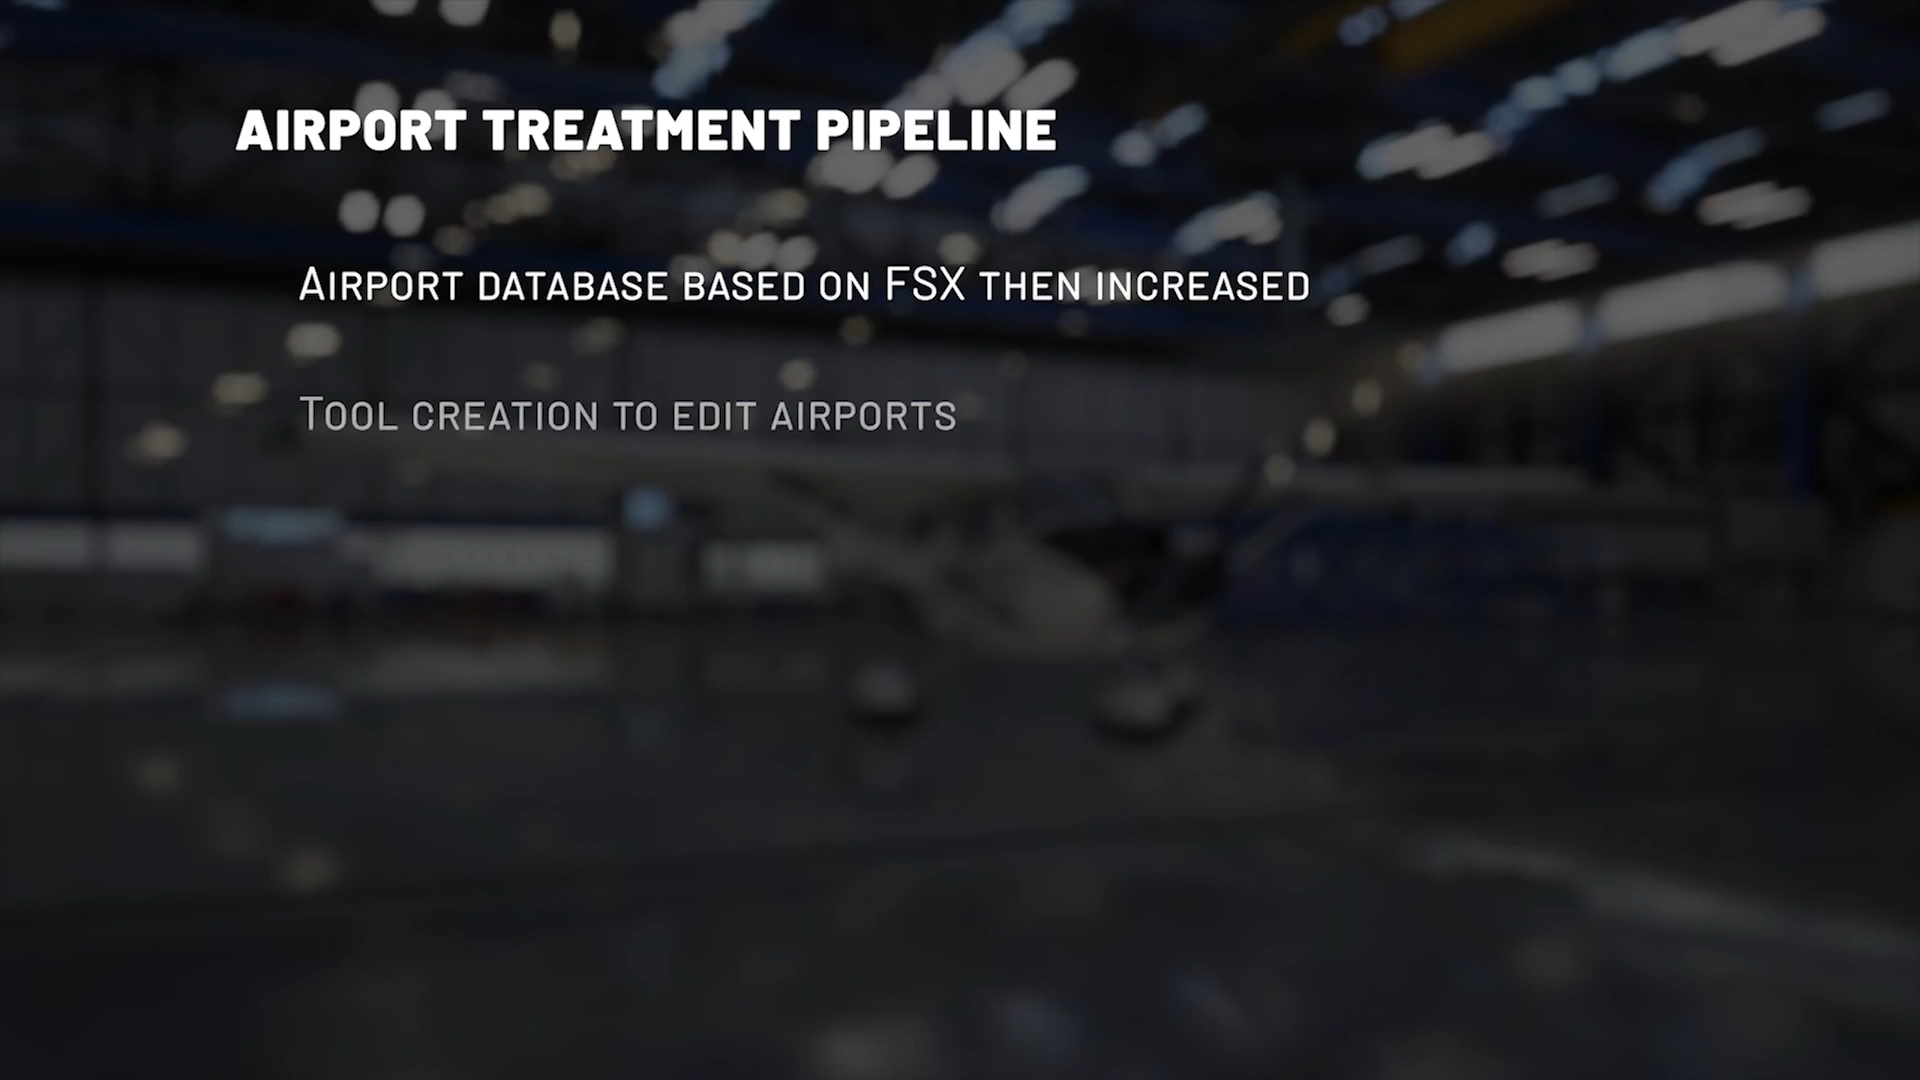 AIRPORT TREATMENT PIPELINE
AIRPORT DATABASE BASED ON FSX THEN INCREASED
TOOL CREATION TO EDIT AIRPORTS